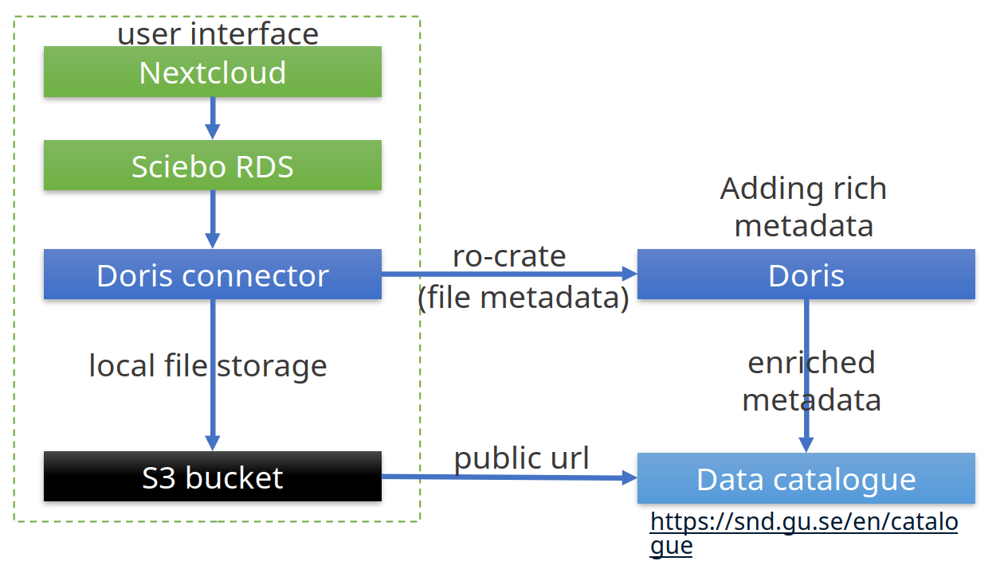 user interface
Nextcloud
Sciebo RDS
Adding rich
metadata
Doris connector
ro-crate
(file metadata)
Doris
local file storage
enriched
metadata
S3 bucket
public url
Data catalogue
https://snd.gu.se/en/catalo
gue